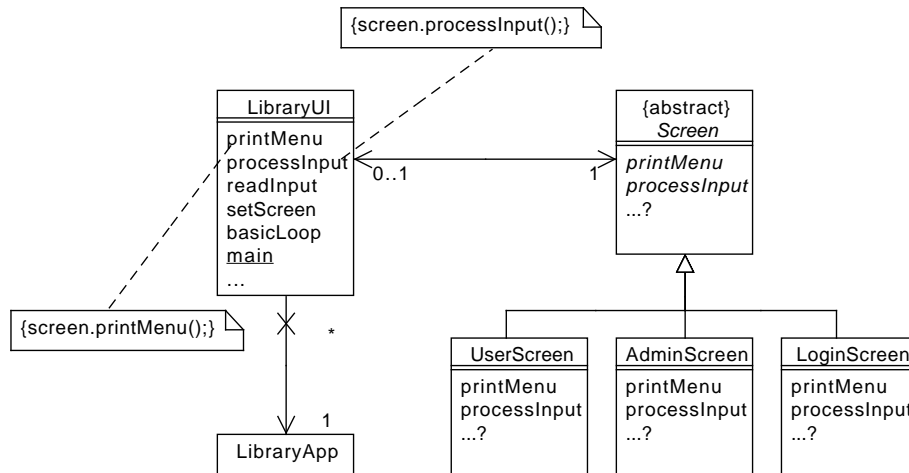 {screen.processInput();}
LibraryUI
printMenu
processInput
readInput
setScreen
basicLoop
main
...
0..1
1
{abstract}
Screen
printMenu
processInput
...?
{screen.printMenu();}
*
1
LibraryApp
UserScreen
printMenu
processInput
...?
AdminScreen
printMenu
processInput
...?
LoginScreen
printMenu
processInput
...?